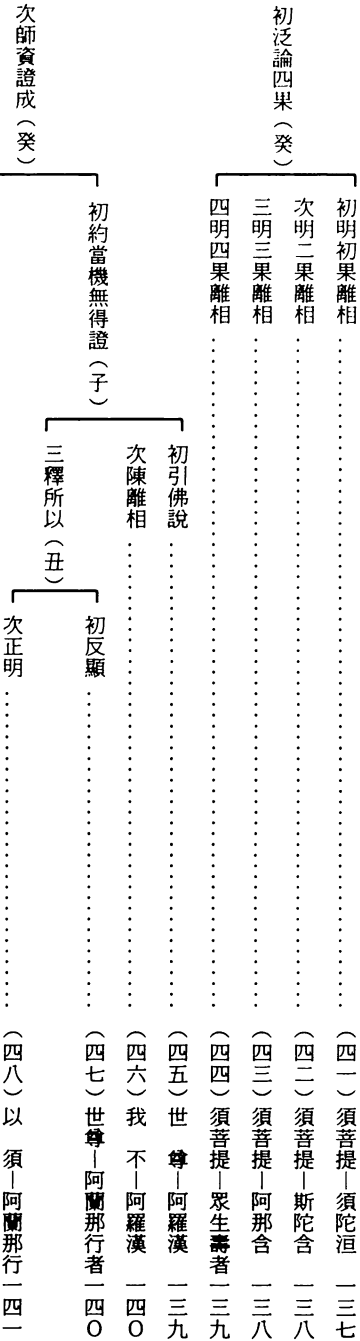 初泛論四果（癸）
初明初果離相………（四一）須菩提－須陀洹 一三七
次明二果離相………（四二）須菩提－斯陀含 一三八
三明三果離相………（四三）須菩提－阿那含 一三八
四明四果離相………（四四）須菩提－眾生壽者 一三九
次師資證成（癸）
初約當機無得證（子）
初引佛說………（四五）世　尊－阿羅漢 一三九
次陳離相………（四六）我　不－阿羅漢 一四0
三釋所以（丑）
初反顯………（四七）世尊－阿蘭那行者 一四0
次正明………（四八）以　須－阿蘭那行 一四一